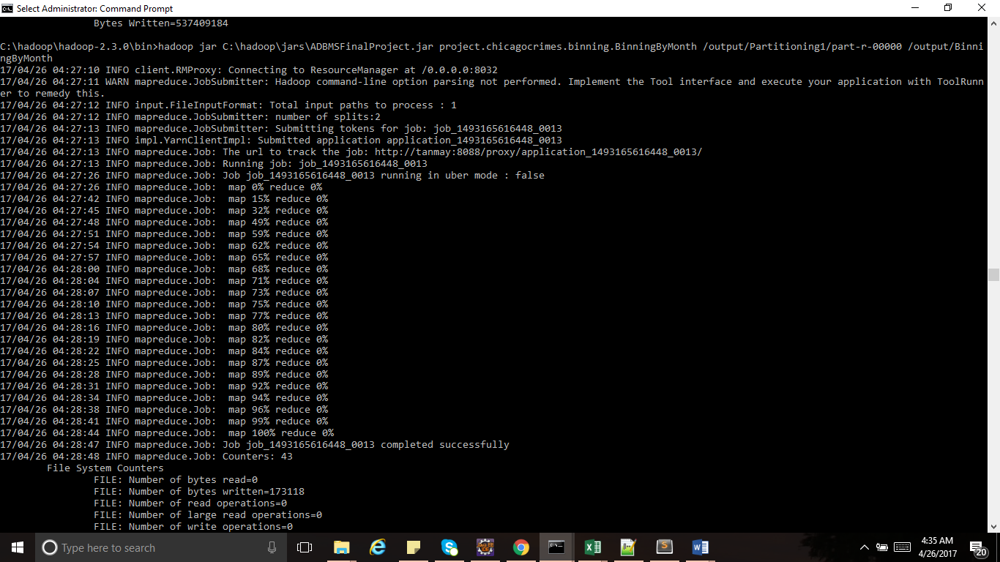 Select Administrator: Command Prompt
Bytes Written=537409184
C:\hadoop\hadoop-2.3.0\bin>hadoop jar C:\hadoop\jars\ADBMSFinalProject.jar project.chicagocrimes.binning.BinningByMonth /output/Partitioning1/part-r-00000 /output/Binni
ngByMonth
17/04/26 04:27:10 INFO client.RMProxy: Connecting to ResourceManager at /0.0.0.0:8032
17/04/26 04:27:11 WARN mapreduce.JobSubmitter: Hadoop command-line option parsing not performed. Implement the Tool interface and execute your application with ToolRunn
er to remedy this.
17/04/26 04:27:12 INFO input.FileInputFormat: Total input paths to process : 1
17/04/26 04:27:12 INFO mapreduce.JobSubmitter: number of splits:2
17/04/26 04:27:13 INFO mapreduce.JobSubmitter: Submitting tokens for job: job_1493165616448_0013
17/04/26 04:27:13 INFO impl.YarnClientImpl: Submitted application application_1493165616448_0013
17/04/26 04:27:13 INFO mapreduce.Job: The url to track the job: http://tanmay:8088/proxy/application_1493165616448_0013/
17/04/26 04:27:13 INFO mapreduce.Job: Running job: job_1493165616448_0013
17/04/26 04:27:26 INFO mapreduce.Job: Job job_1493165616448_0013 running in uber mode : false
17/04/26 04:27:26 INFO mapreduce.Job:  map 0% reduce 0%
17/04/26 04:27:42 INFO mapreduce.Job:  map 15% reduce 0%
17/04/26 04:27:45 INFO mapreduce.Job:  map 32% reduce 0%
17/04/26 04:27:48 INFO mapreduce.Job:  map 49% reduce 0%
17/04/26 04:27:51 INFO mapreduce.Job:  map 59% reduce 0%
17/04/26 04:27:54 INFO mapreduce.Job:  map 62% reduce 0%
17/04/26 04:27:57 INFO mapreduce.Job:  map 65% reduce 0%
17/04/26 04:28:00 INFO mapreduce.Job:  map 68% reduce 0%
17/04/26 04:28:04 INFO mapreduce.Job:  map 71% reduce 0%
17/04/26 04:28:07 INFO mapreduce.Job:  map 73% reduce 0%
17/04/26 04:28:10 INFO mapreduce.Job:  map 75% reduce 0%
17/04/26 04:28:13 INFO mapreduce.Job:  map 77% reduce 0%
17/04/26 04:28:16 INFO mapreduce.Job:  map 80% reduce 0%
17/04/26 04:28:19 INFO mapreduce.Job:  map 82% reduce 0%
17/04/26 04:28:22 INFO mapreduce.Job:  map 84% reduce 0%
17/04/26 04:28:25 INFO mapreduce.Job:  map 87% reduce 0%
17/04/26 04:28:28 INFO mapreduce.Job:  map 89% reduce 0%
17/04/26 04:28:31 INFO mapreduce.Job:  map 92% reduce 0%
17/04/26 04:28:34 INFO mapreduce.Job:  map 94% reduce 0%
17/04/26 04:28:38 INFO mapreduce.Job:  map 96% reduce 0%
17/04/26 04:28:41 INFO mapreduce.Job:  map 99% reduce 0%
17/04/26 04:28:44 INFO mapreduce.Job:  map 100% reduce 0%
17/04/26 04:28:47 INFO mapreduce.Job: Job job_1493165616448_0013 completed successfully
17/04/26 04:28:48 INFO mapreduce.Job: Counters: 43
File System Counters
FILE: Number of bytes read=0
FILE: Number of bytes written=173118
FILE: Number of read operations=0
FILE: Number of large read operations=0
FILE: Number of write operations=0
Type here to search
4:35 AM
4/26/2017
20